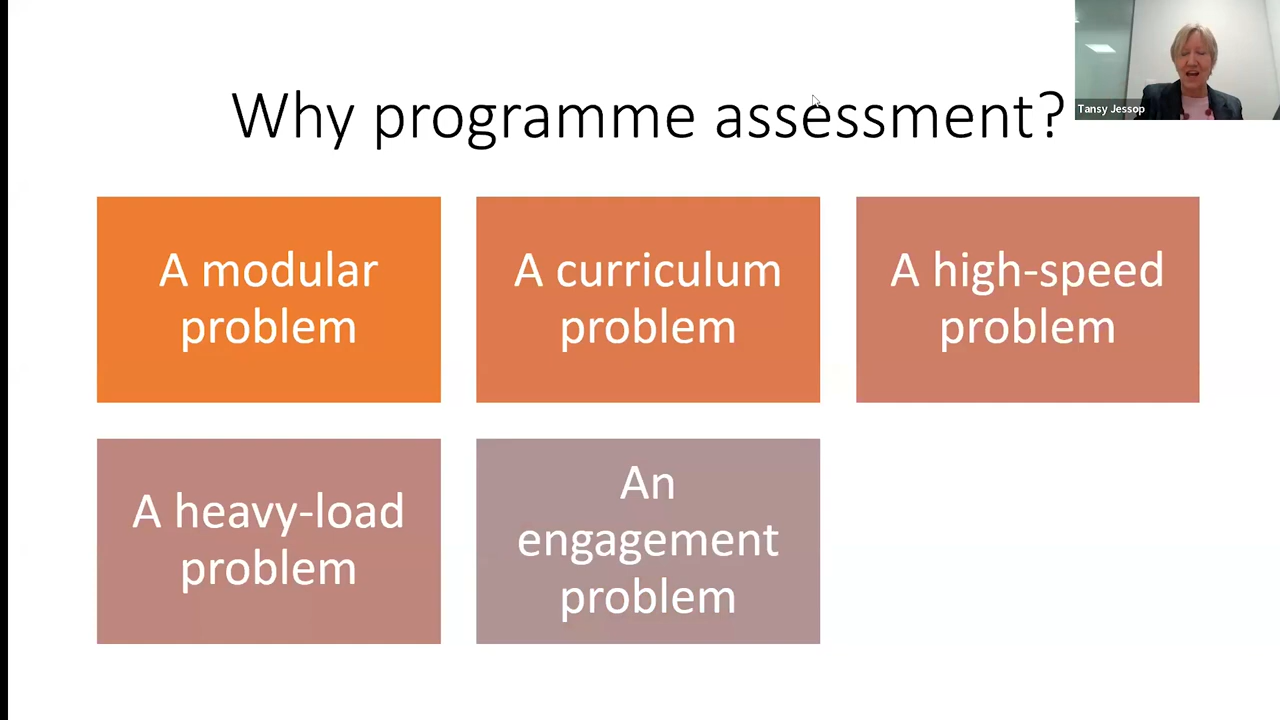 Why programme assessment?
Tansy Jessop
A modular
problem
A curriculum
problem
A high-speed
problem
A heavy-load
problem
An
engagement
problem